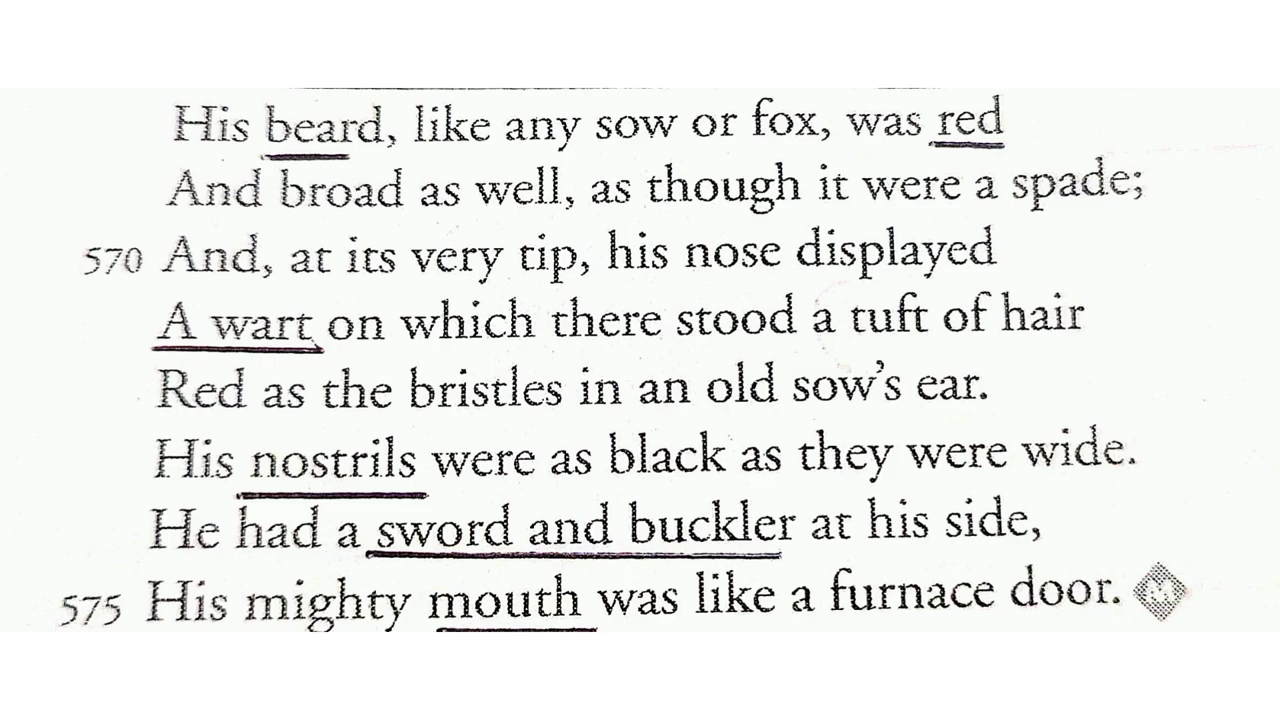 His beard, like any sow or fox, was red
And broad as well, as though it were a spade;
570 And, at its very tip, his nose displayed
A wart on which there stood a tuft of hair
Red as the bristles in an old sow's ear.
His nostrils were as black as they were wide.
He had a sword and buckler at his side,
575 His mighty mouth was like a furnace door. M